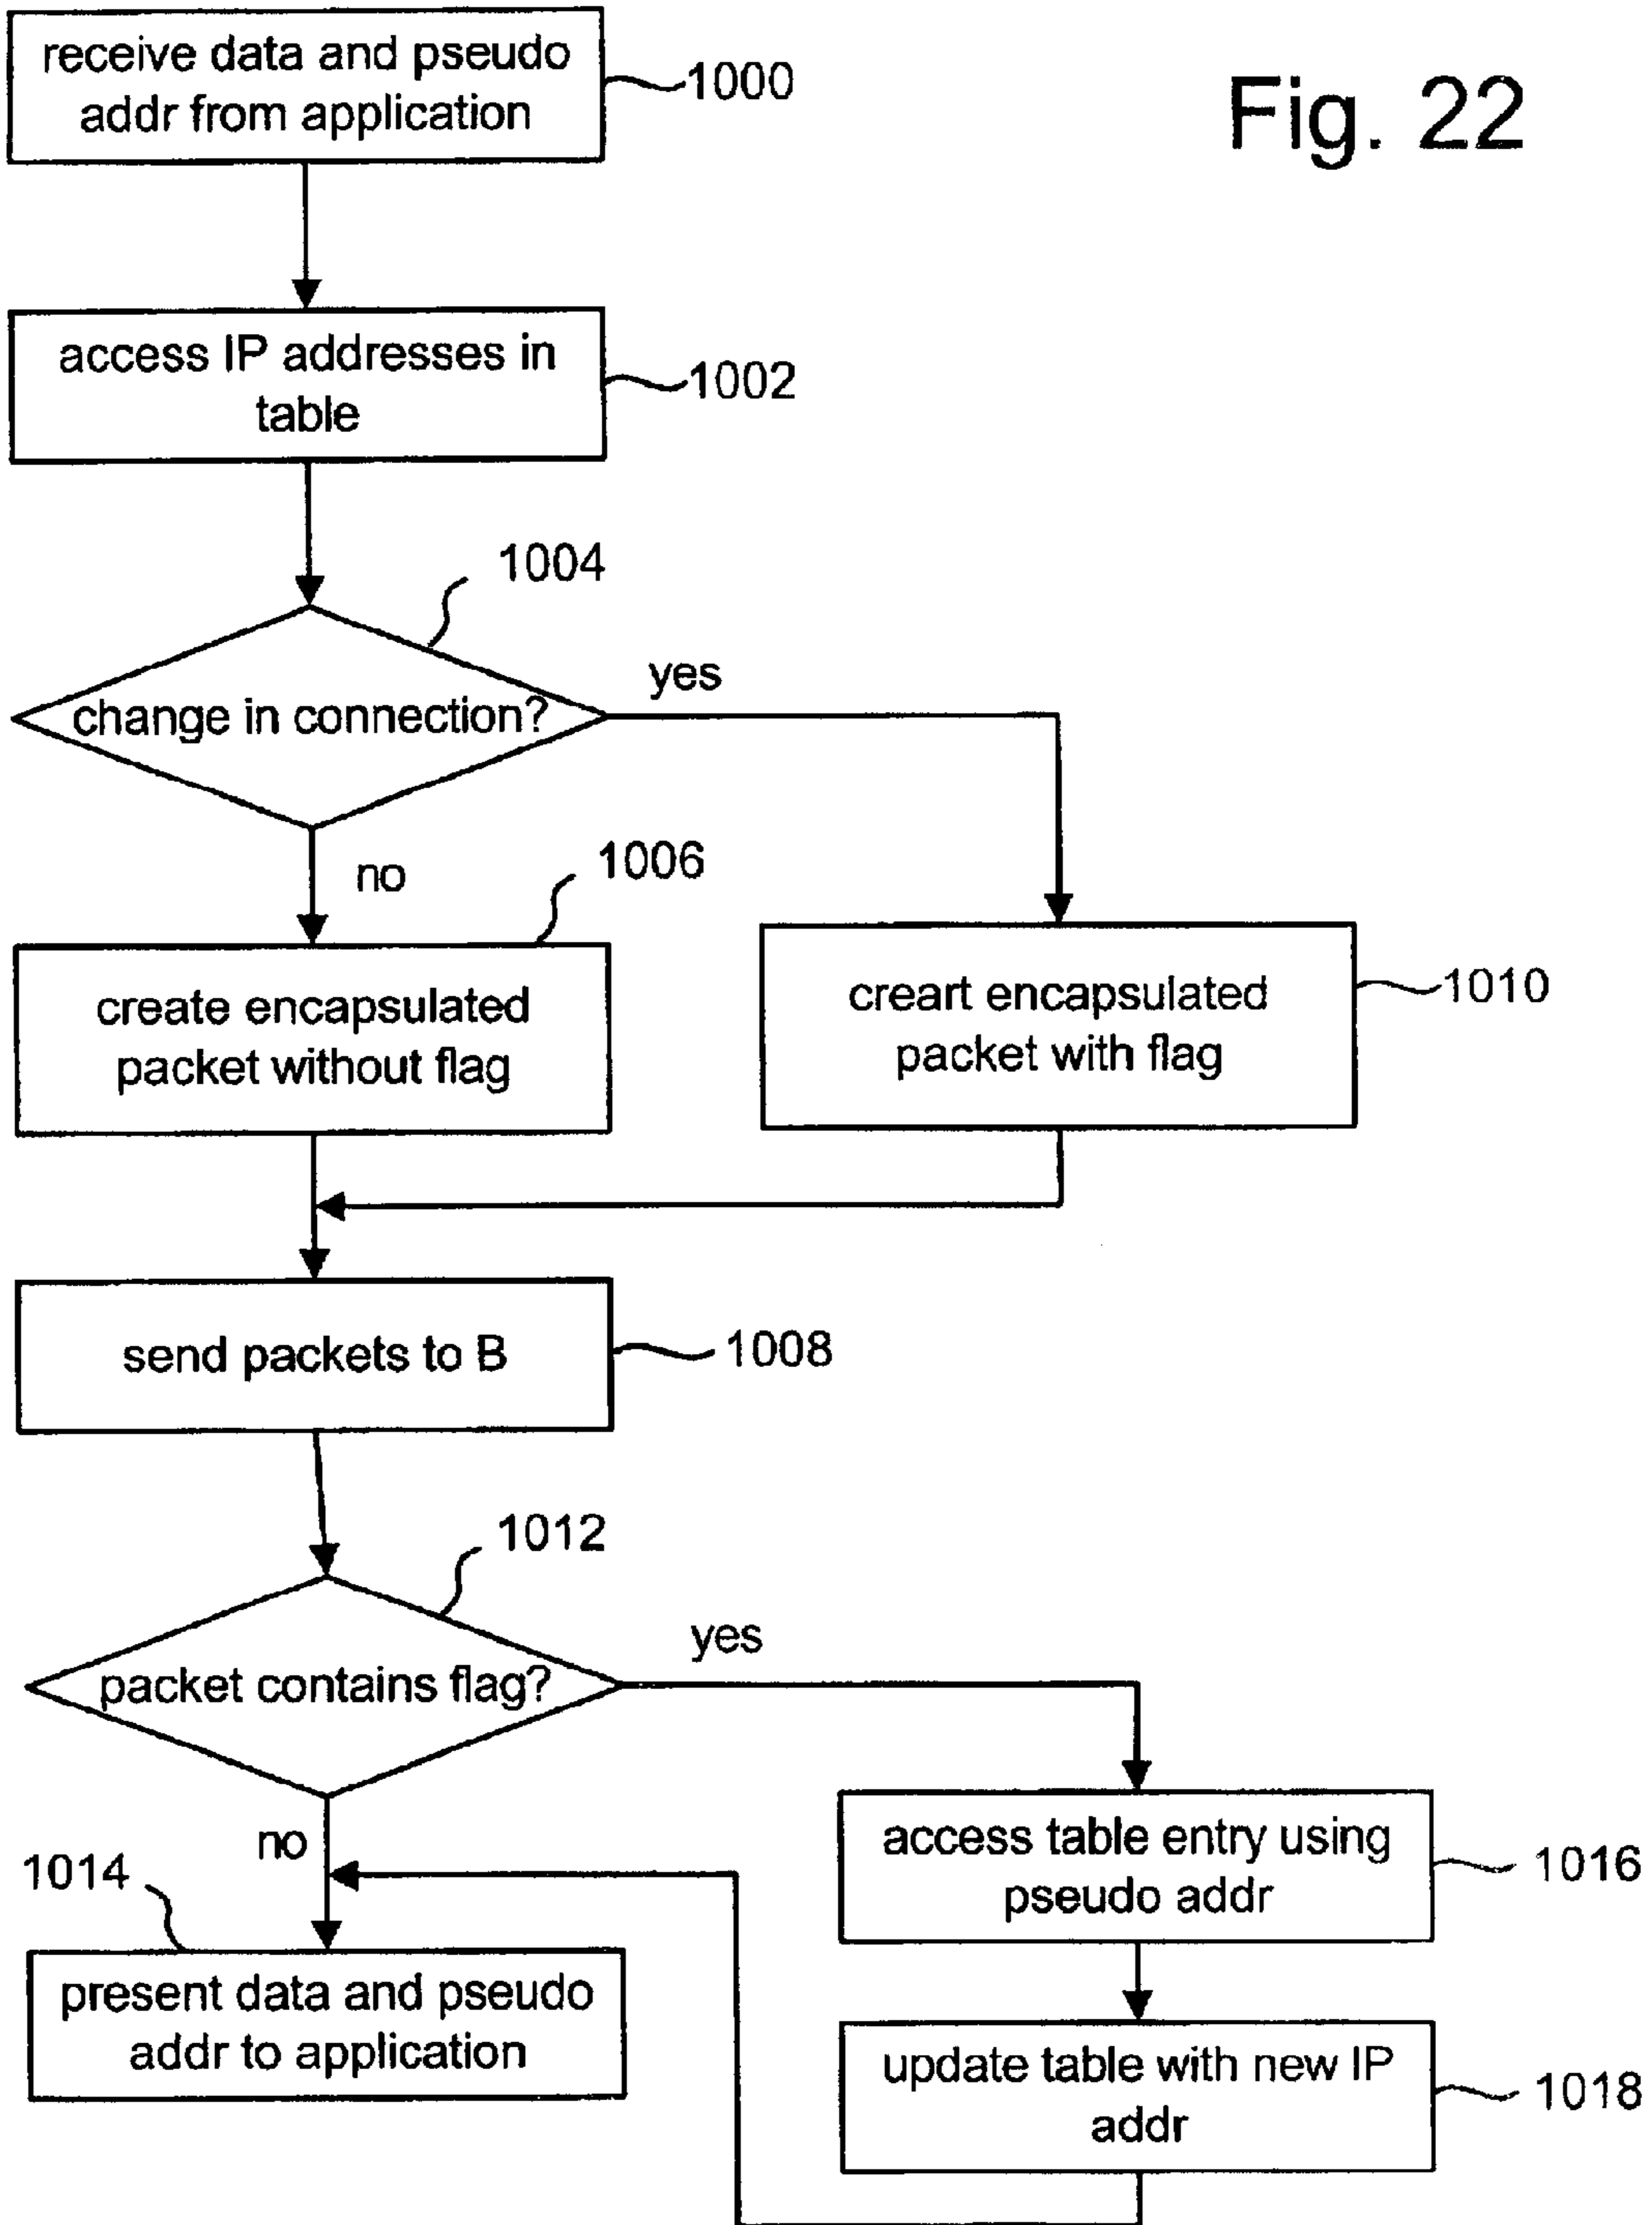 Fig. 22
receive data and pseudo
addr from application
1000
access IP addresses in
table
1002
1004
change in connection?
yes
no
1006
create encapsulated
packet without flag
creart encapsulated
packet with flag
1010
send packets to B
1008
1012
packet contains flag?
yes
no
1014
present data and pseudo
addr to application
access table entry using
pseudo addr
1016
update table with new IP
addr
1018